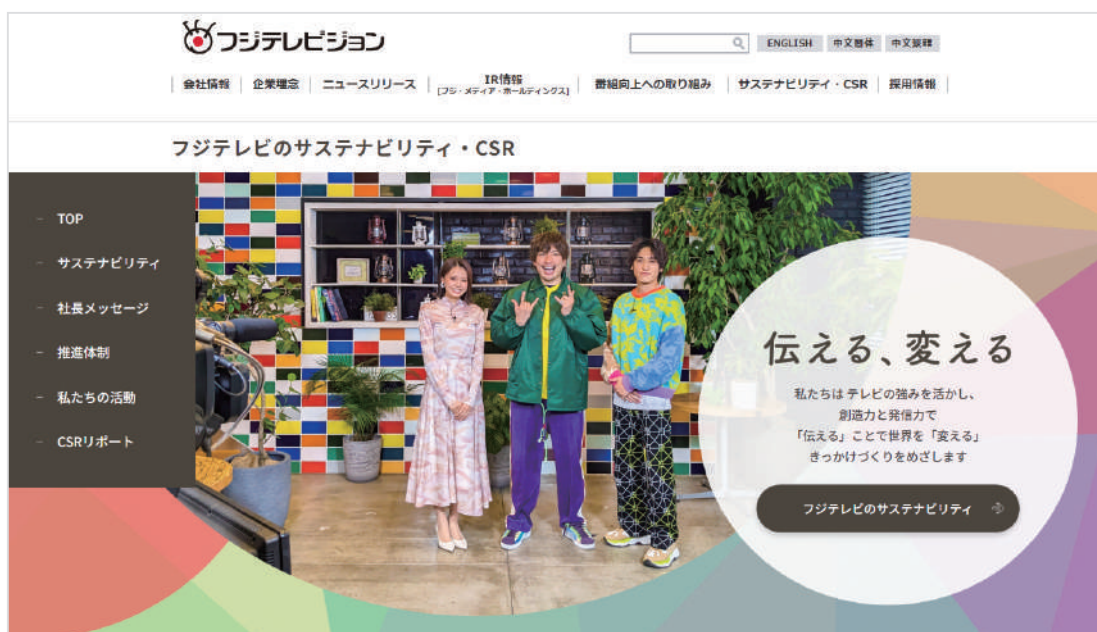 フジテレビジョン
ENGLISH 中文简体 中文繁體
会社情報 企業理念 ニュースリリース IR情報 番組向上への取り組み サステナビリティ・CSR 採用情報
[フジ・メディア・ホールディングス]
フジテレビのサステナビリティ・CSR
TOP
サステナビリティ
社長メッセージ
推進体制
私たちの活動
CSRリポート
伝える、変える
私たちは テレビの強みを活かし、
創造力と発信力で
「伝える」ことで世界を「変える」
きっかけづくりをめざします
フジテレビのサステナビリティ